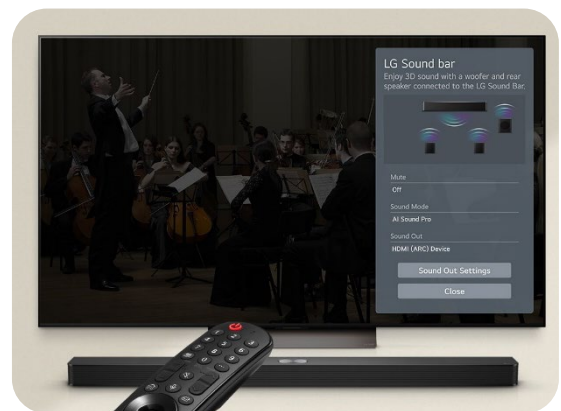 LG Sound bar
Enjoy 3D sound with a woofer and rear
speaker connected to the LG Sound Bar.
Mute
Off
Sound Mode
AI Sound Pro
Sound Out
HDMI (ARC) Device
Sound Out Settings
Close